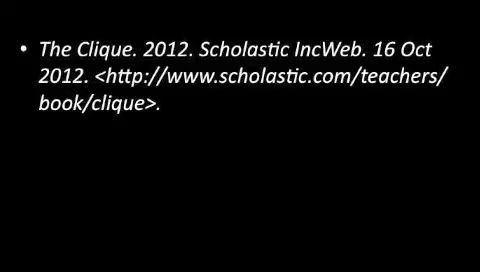 • The Clique. 2012. Scholastic IncWeb. 16 Oct
2012. <http://www.scholastic.com/teachers/
book/clique>.